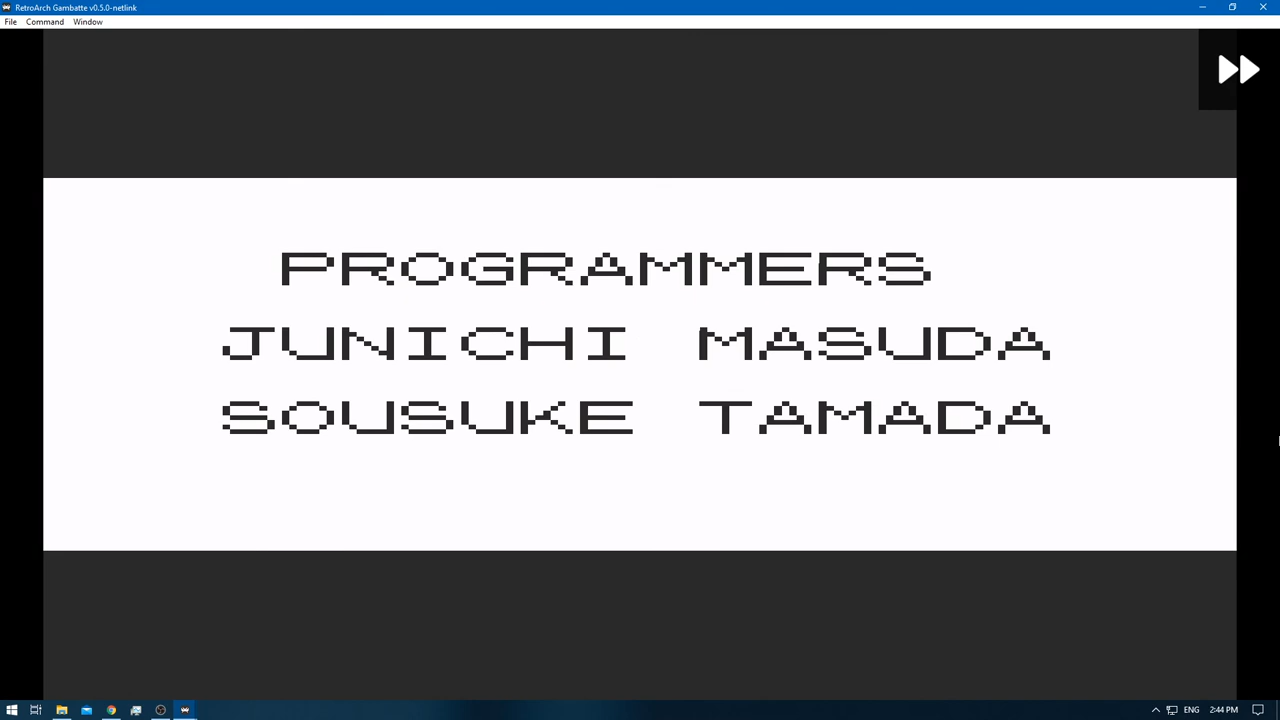 RetroArch Gambatte v0.5.0-netlink
File Command Window
PROGRAMMERS
JUNICHI MASUDA
SOUSUKE TAMADA
ENG 2:44 PM